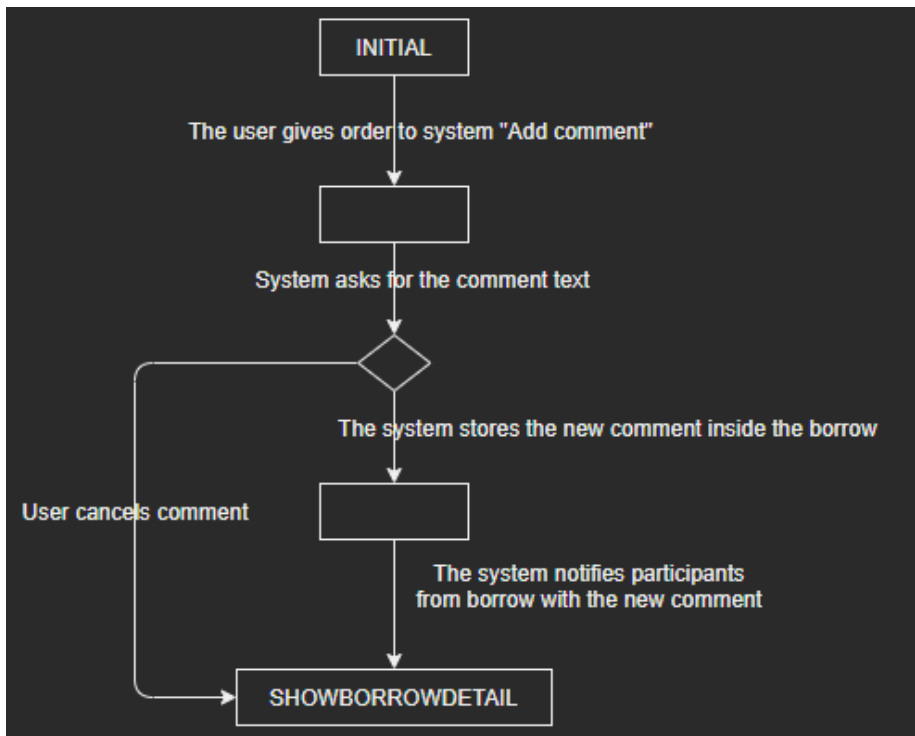 INITIAL
The user gives order to system "Add comment"
System asks for the comment text
The system stores the new comment inside the borrow
User cancels comment
The system notifies participants
from borrow with the new comment
SHOWBORROWDETAIL